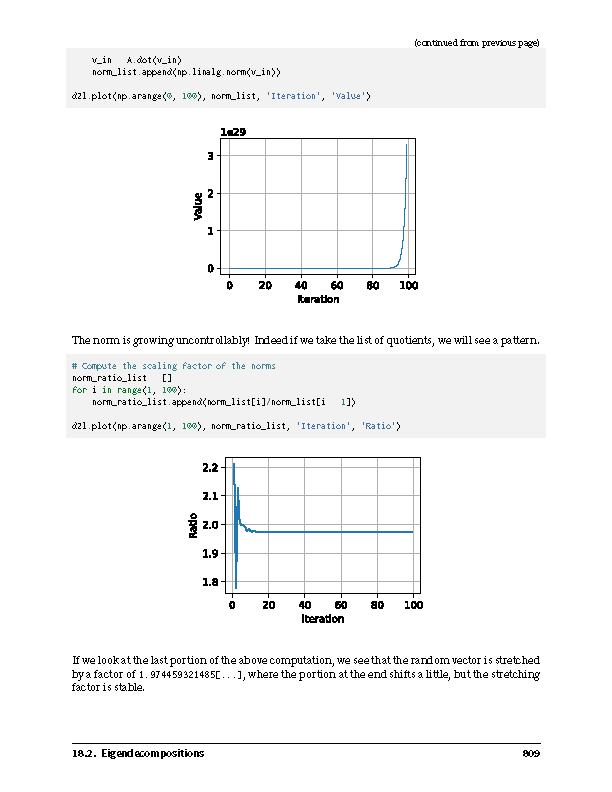 (continued from previous page)
v_in   A.dot(v_in)
norm_list.append(np.linalg.norm(v_in))
d2l.plot(np.arange(0, 100), norm_list, 'Iteration', 'Value')
1e29
3
2
1
0
Value
0 20 40 60 80 100
Iteration
The norm is growing uncontrollably! Indeed if we take the list of quotients, we will see a pattern.
# Compute the scaling factor of the norms
norm_ratio_list   []
for i in range(1, 100):
norm_ratio_list.append(norm_list[i]/norm_list[i   1])
d2l.plot(np.arange(1, 100), norm_ratio_list, 'Iteration', 'Ratio')
2.2
2.1
2.0
1.9
1.8
Ratio
0 20 40 60 80 100
Iteration
If we look at the last portion of the above computation, we see that the random vector is stretched
by a factor of 1.974459321485[...], where the portion at the end shifts a little, but the stretching
factor is stable.
18.2. Eigendecompositions 809